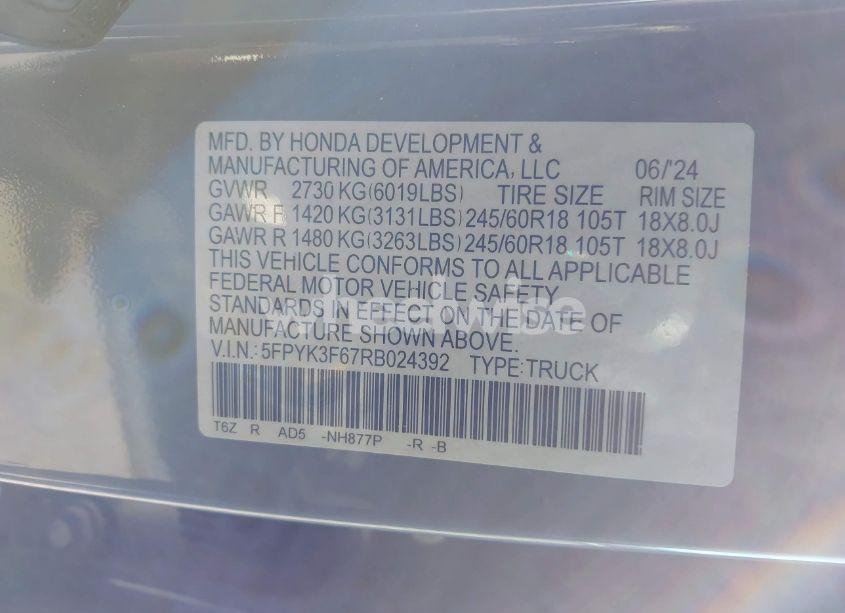 MFD. BY HONDA DEVELOPMENT &
MANUFACTURING OF AMERICA, LLC 06/'24
GVWR 2730 KG(6019LBS) TIRE SIZE RIM SIZE
GAWR F 1420 KG(3131LBS) 245/60R18 105T 18X8.0J
GAWR R 1480 KG(3263LBS) 245/60R18 105T 18X8.0J
THIS VEHICLE CONFORMS TO ALL APPLICABLE
FEDERAL MOTOR VEHICLE SAFETY
STANDARDS IN EFFECT ON THE DATE OF
MANUFACTURE SHOWN ABOVE.
V.I.N.: 5FPYK3F67RB024392 TYPE: TRUCK
T6Z R AD5 -NH877P -R -B